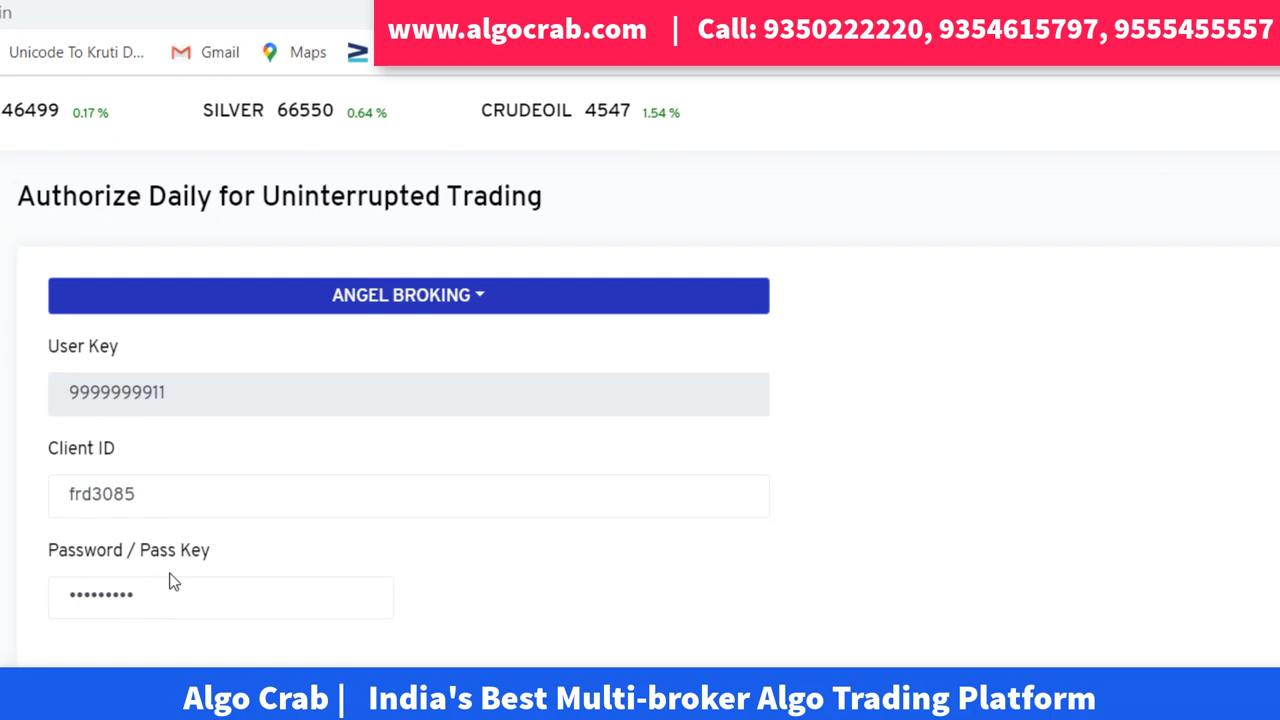 in
www.algocrab.com | Call: 9350222220, 9354615797, 9555455557
Unicode To Kruti D... Gmail Maps
46499 0.17 % SILVER 66550 0.64 % CRUDEOIL 4547 1.54 %
Authorize Daily for Uninterrupted Trading
ANGEL BROKING
User Key
9999999911
Client ID
frd3085
Password / Pass Key
•••••••••
Algo Crab | India's Best Multi-broker Algo Trading Platform